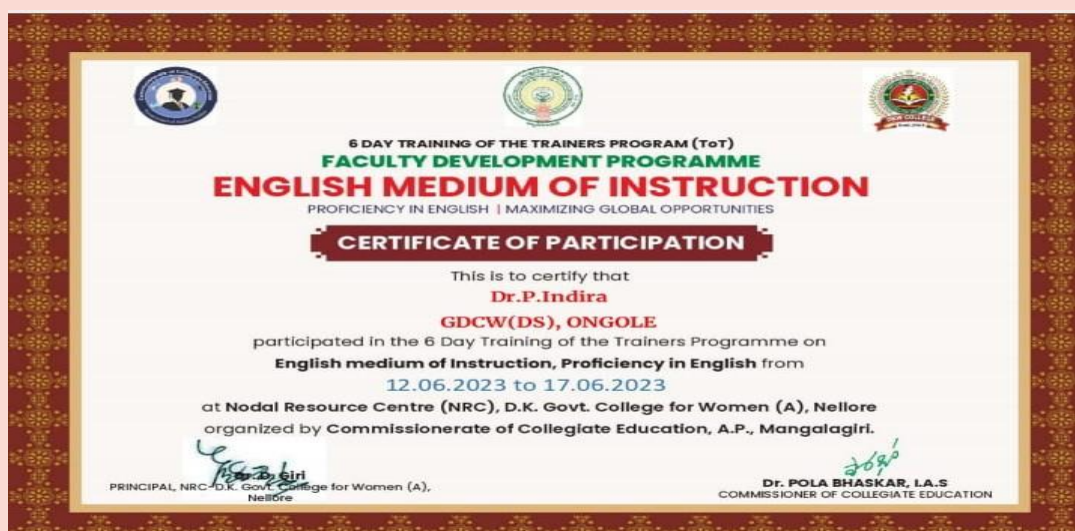 6 DAY TRAINING OF THE TRAINERS PROGRAM (ToT)
FACULTY DEVELOPMENT PROGRAMME
ENGLISH MEDIUM OF INSTRUCTION
PROFICIENCY IN ENGLISH | MAXIMIZING GLOBAL OPPORTUNITIES
CERTIFICATE OF PARTICIPATION
This is to certify that
Dr.P.Indira
GDCW(DS), ONGOLE
participated in the 6 Day Training of the Trainers Programme on
English medium of Instruction, Proficiency in English from
12.06.2023 to 17.06.2023
at Nodal Resource Centre (NRC), D.K. Govt. College for Women (A), Nellore
organized by Commissionerate of Collegiate Education, A.P., Mangalagiri.
Giri
PRINCIPAL, NRC-D.K. Govt. College for Women (A),
Nellore
Dr. POLA BHASKAR, I.A.S
COMMISSIONER OF COLLEGIATE EDUCATION